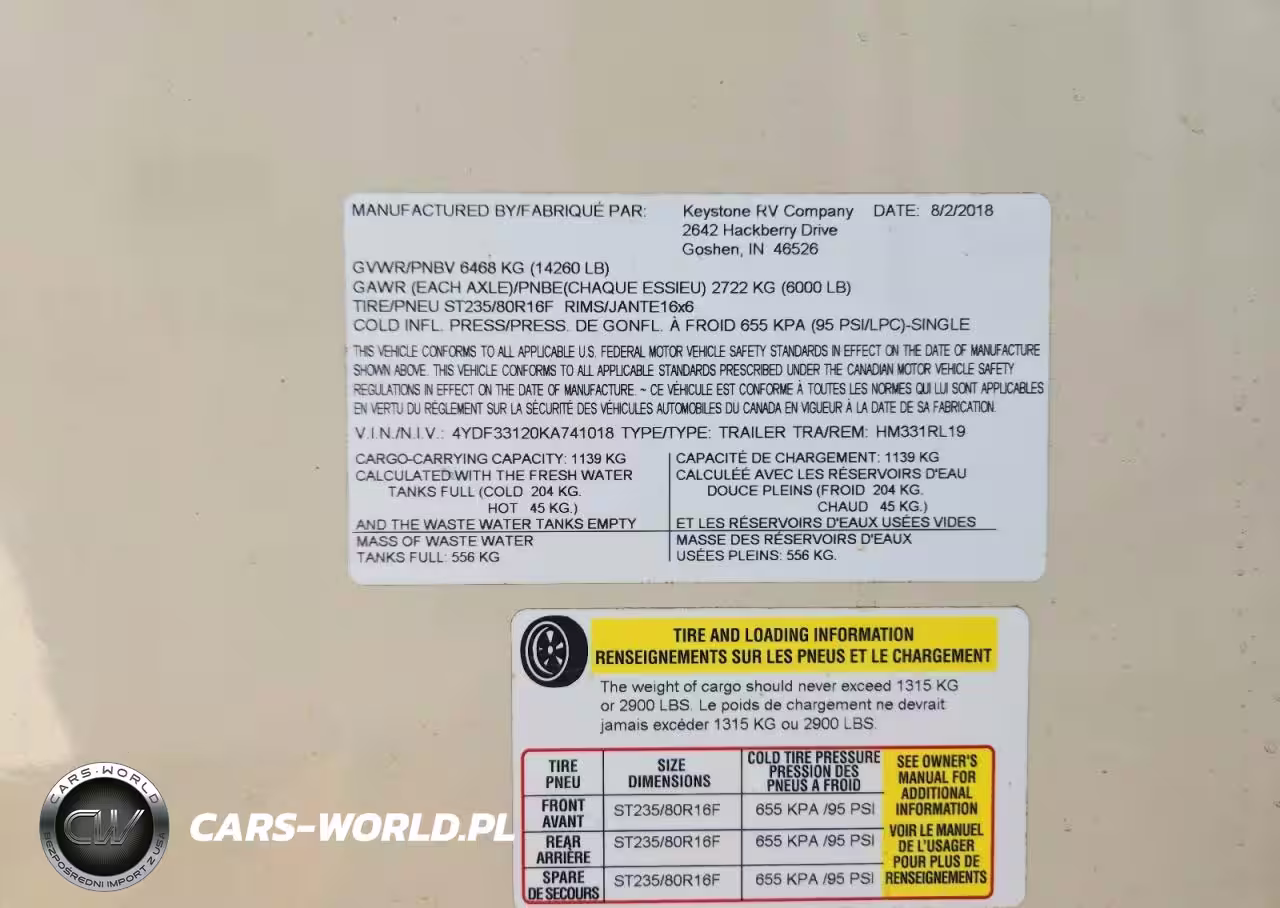 MANUFACTURED BY/FABRIQUÉ PAR: Keystone RV Company DATE: 8/2/2018
2642 Hackberry Drive
Goshen, IN 46526
GVWR/PNBV 6468 KG (14260 LB)
GAWR (EACH AXLE)/PNBE(CHAQUE ESSIEU) 2722 KG (6000 LB)
TIRE/PNEU ST235/80R16F RIMS/JANTE16x6
COLD INFL. PRESS/PRESS. DE GONFL. À FROID 655 KPA (95 PSI/LPC)-SINGLE
THIS VEHICLE CONFORMS TO ALL APPLICABLE U.S. FEDERAL MOTOR VEHICLE SAFETY STANDARDS IN EFFECT ON THE DATE OF MANUFACTURE
SHOWN ABOVE. THIS VEHICLE CONFORMS TO ALL APPLICABLE STANDARDS PRESCRIBED UNDER THE CANADIAN MOTOR VEHICLE SAFETY
REGULATIONS IN EFFECT ON THE DATE OF MANUFACTURE. ~ CE VÉHICULE EST CONFORME À TOUTES LES NORMES QUI LUI SONT APPLICABLES
EN VERTU DU RÉGLEMENT SUR LA SÉCURITÉ DES VÉHICULES AUTOMOBILES DU CANADA EN VIGUEUR À LA DATE DE SA FABRICATION.
V.I.N./N.I.V.: 4YDF33120KA741018 TYPE/TYPE: TRAILER TRA/REM: HM331RL19
CARGO-CARRYING CAPACITY: 1139 KG
CALCULATED WITH THE FRESH WATER
TANKS FULL (COLD 204 KG.
HOT 45 KG.)
AND THE WASTE WATER TANKS EMPTY
MASS OF WASTE WATER
TANKS FULL: 556 KG
CAPACITÉ DE CHARGEMENT: 1139 KG
CALCULÉE AVEC LES RÉSERVOIRS D'EAU
DOUCE PLEINS (FROID 204 KG.
CHAUD 45 KG.)
ET LES RÉSERVOIRS D'EAUX USÉES VIDES
MASSE DES RÉSERVOIRS D'EAUX
USÉES PLEINS: 556 KG.
TIRE AND LOADING INFORMATION
RENSEIGNEMENTS SUR LES PNEUS ET LE CHARGEMENT
The weight of cargo should never exceed 1315 KG
or 2900 LBS. Le poids de chargement ne devrait
jamais excéder 1315 KG ou 2900 LBS.
TIRE
PNEU
SIZE
DIMENSIONS
COLD TIRE PRESSURE
PRESSION DES
PNEUS A FROID
FRONT
AVANT
ST235/80R16F
655 KPA /95 PSI
REAR
ARRIÈRE
ST235/80R16F
655 KPA /95 PSI
SPARE
DE SECOURS
ST235/80R16F
655 KPA /95 PSI
SEE OWNER'S
MANUAL FOR
ADDITIONAL
INFORMATION
VOIR LE MANUEL
DE L'USAGER
POUR PLUS DE
RENSEIGNEMENTS
CARS-WORLD
CW
BEZPOŚREDNI IMPORT Z USA
CARS-WORLD.PL